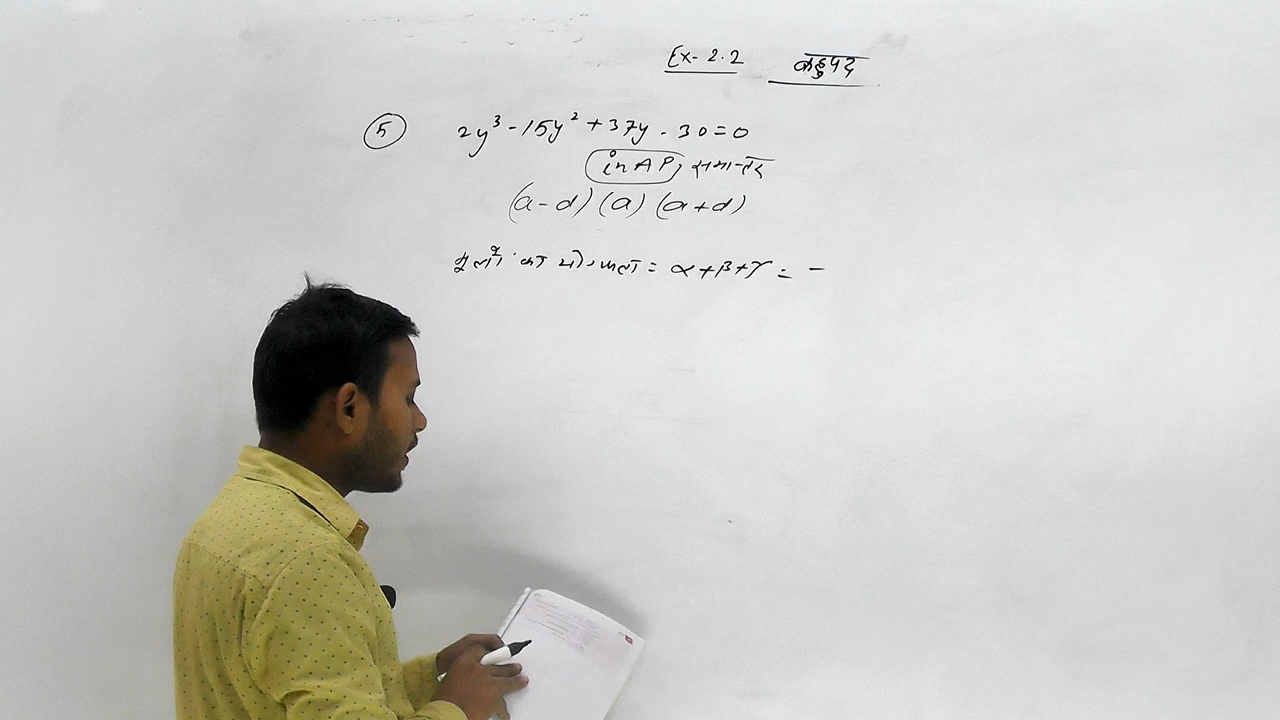 Ex-2.2 बहुपद
5 2y³-15y²+37y-30=0
in AP, समान्तर
(a-d) (a) (a+d)
मूलों का योगफल = α+β+γ = -